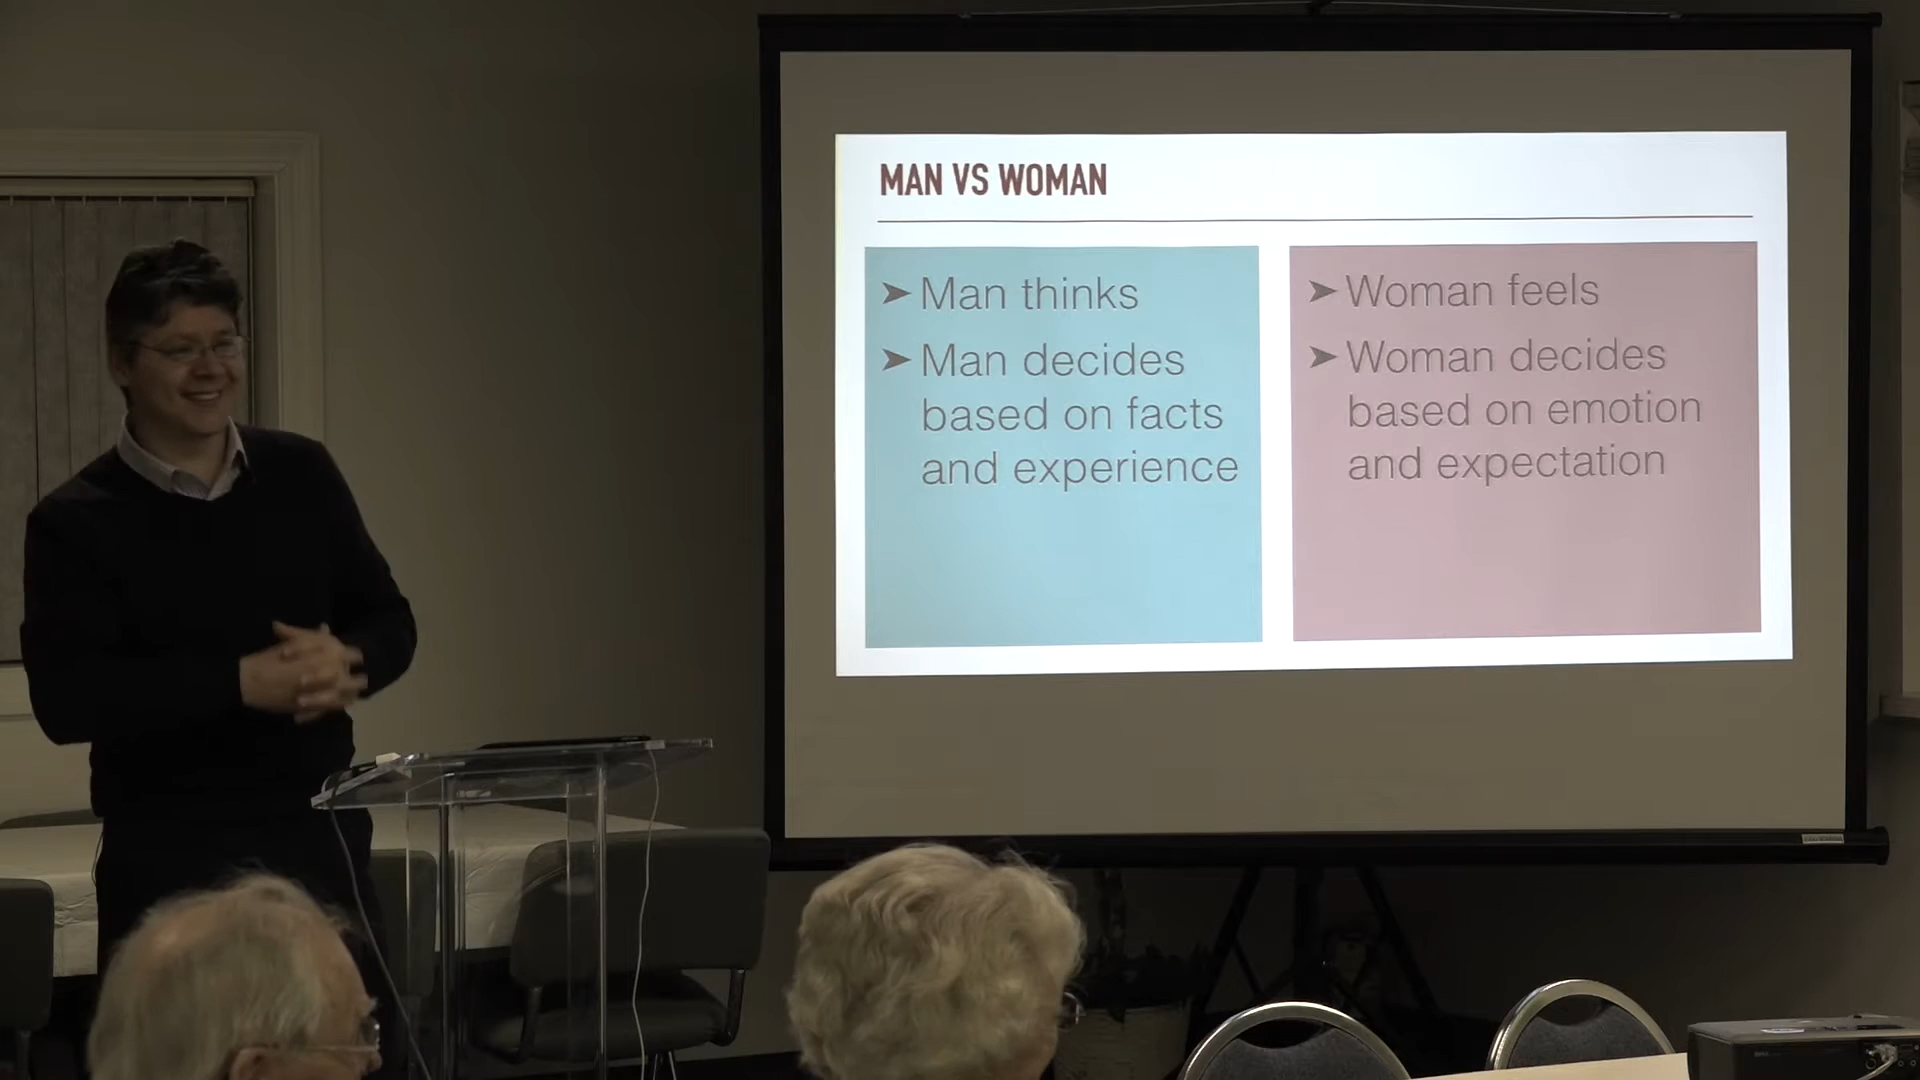 MAN VS WOMAN
➤ Man thinks
➤ Man decides
based on facts
and experience
➤ Woman feels
➤ Woman decides
based on emotion
and expectation